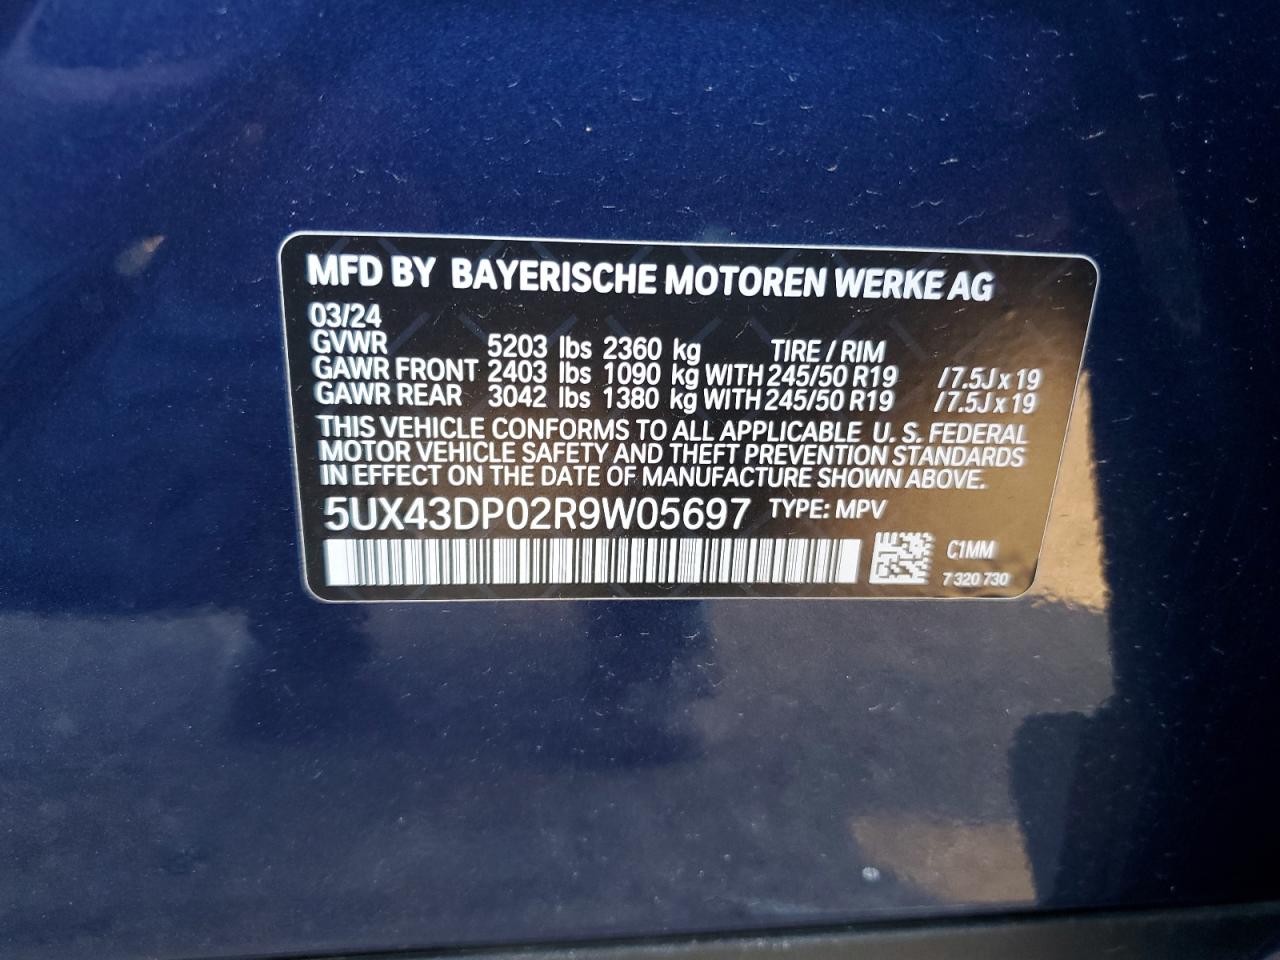 MFD BY BAYERISCHE MOTOREN WERKE AG
03/24
GVWR 5203 lbs 2360 kg TIRE / RIM
GAWR FRONT 2403 lbs 1090 kg WITH 245/50 R19 / 7.5J x 19
GAWR REAR 3042 lbs 1380 kg WITH 245/50 R19 / 7.5J x 19
THIS VEHICLE CONFORMS TO ALL APPLICABLE U. S. FEDERAL
MOTOR VEHICLE SAFETY AND THEFT PREVENTION STANDARDS
IN EFFECT ON THE DATE OF MANUFACTURE SHOWN ABOVE.
5UX43DP02R9W05697 TYPE: MPV
C1MM
7 320 730